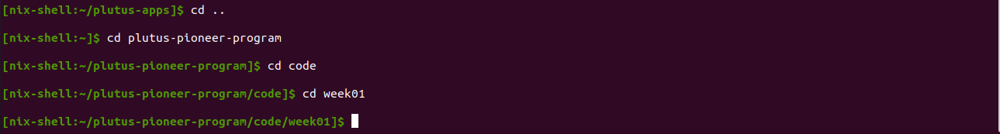 [nix-shell:~/plutus-apps]$ cd ..
[nix-shell:~]$ cd plutus-pioneer-program
[nix-shell:~/plutus-pioneer-program]$ cd code
[nix-shell:~/plutus-pioneer-program/code]$ cd week01
[nix-shell:~/plutus-pioneer-program/code/week01]$